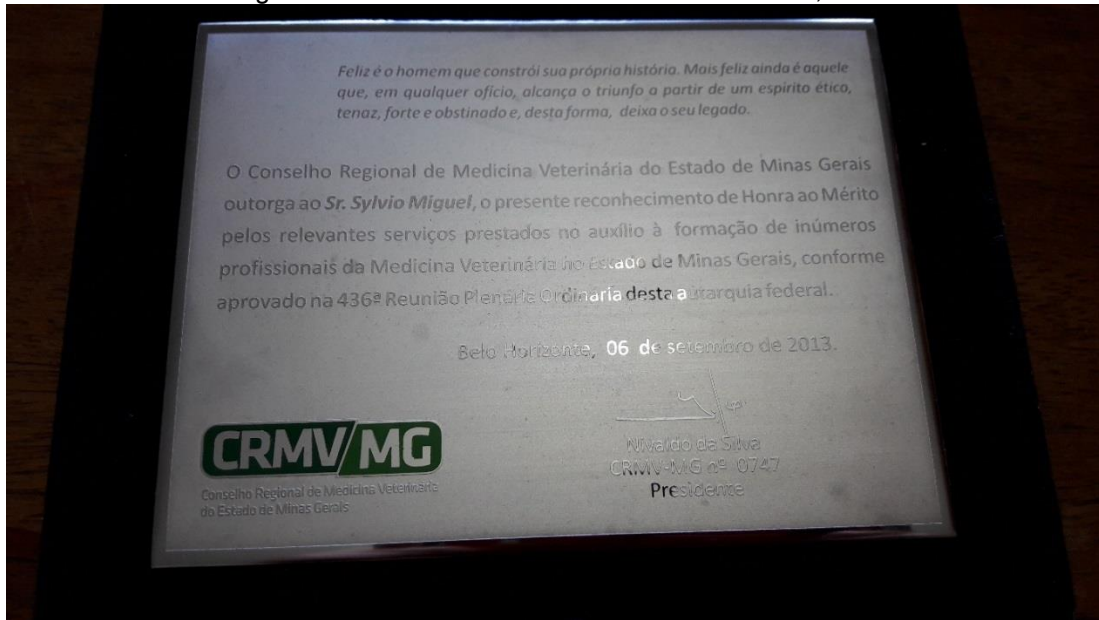 Feliz é o homem que constrói sua própria história. Mais feliz ainda é aquele
que, em qualquer ofício, alcança o triunfo a partir de um espírito ético,
tenaz, forte e obstinado e, desta forma, deixa o seu legado.
O Conselho Regional de Medicina Veterinária do Estado de Minas Gerais
outorga ao Sr. Sylvio Miguel, o presente reconhecimento de Honra ao Mérito
pelos relevantes serviços prestados no auxílio à formação de inúmeros
profissionais da Medicina Veterinária no Estado de Minas Gerais, conforme
aprovado na 436ª Reunião Plenária Ordinária desta autarquia federal.
Belo Horizonte, 06 de setembro de 2013.
Nivaldo da Silva
CRMV-MG nº 0747
Presidente
CRMV/MG
Conselho Regional de Medicina Veterinária
do Estado de Minas Gerais